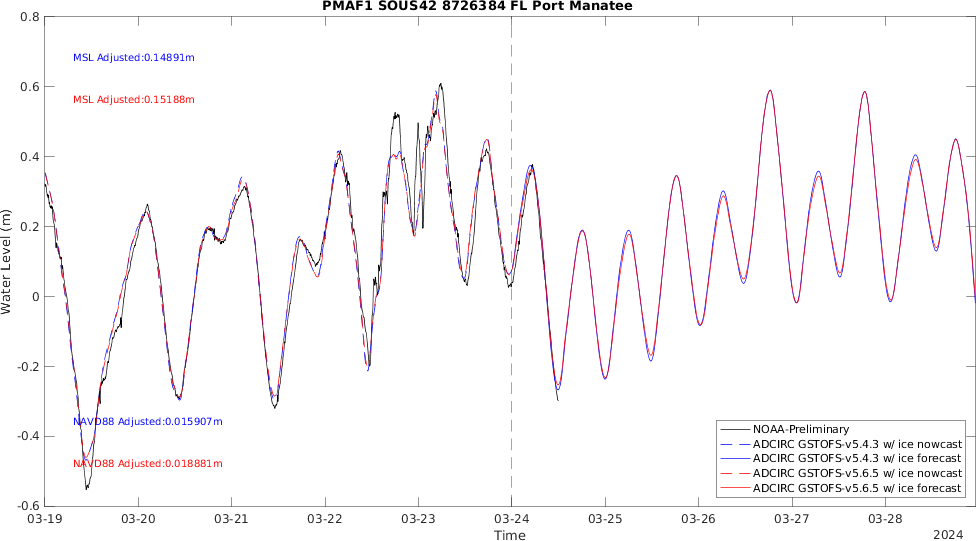 PMAF1 SOUS42 8726384 FL Port Manatee
0.8
0.6
0.4
0.2
0
-0.2
-0.4
-0.6
Water Level (m)
MSL Adjusted:0.14891m
MSL Adjusted:0.15188m
NAVD88 Adjusted:0.015907m
NAVD88 Adjusted:0.018881m
NOAA-Preliminary
ADCIRC GSTOFS-v5.4.3 w/ ice nowcast
ADCIRC GSTOFS-v5.4.3 w/ ice forecast
ADCIRC GSTOFS-v5.6.5 w/ ice nowcast
ADCIRC GSTOFS-v5.6.5 w/ ice forecast
03-19 03-20 03-21 03-22 03-23 03-24 03-25 03-26 03-27 03-28
Time
2024